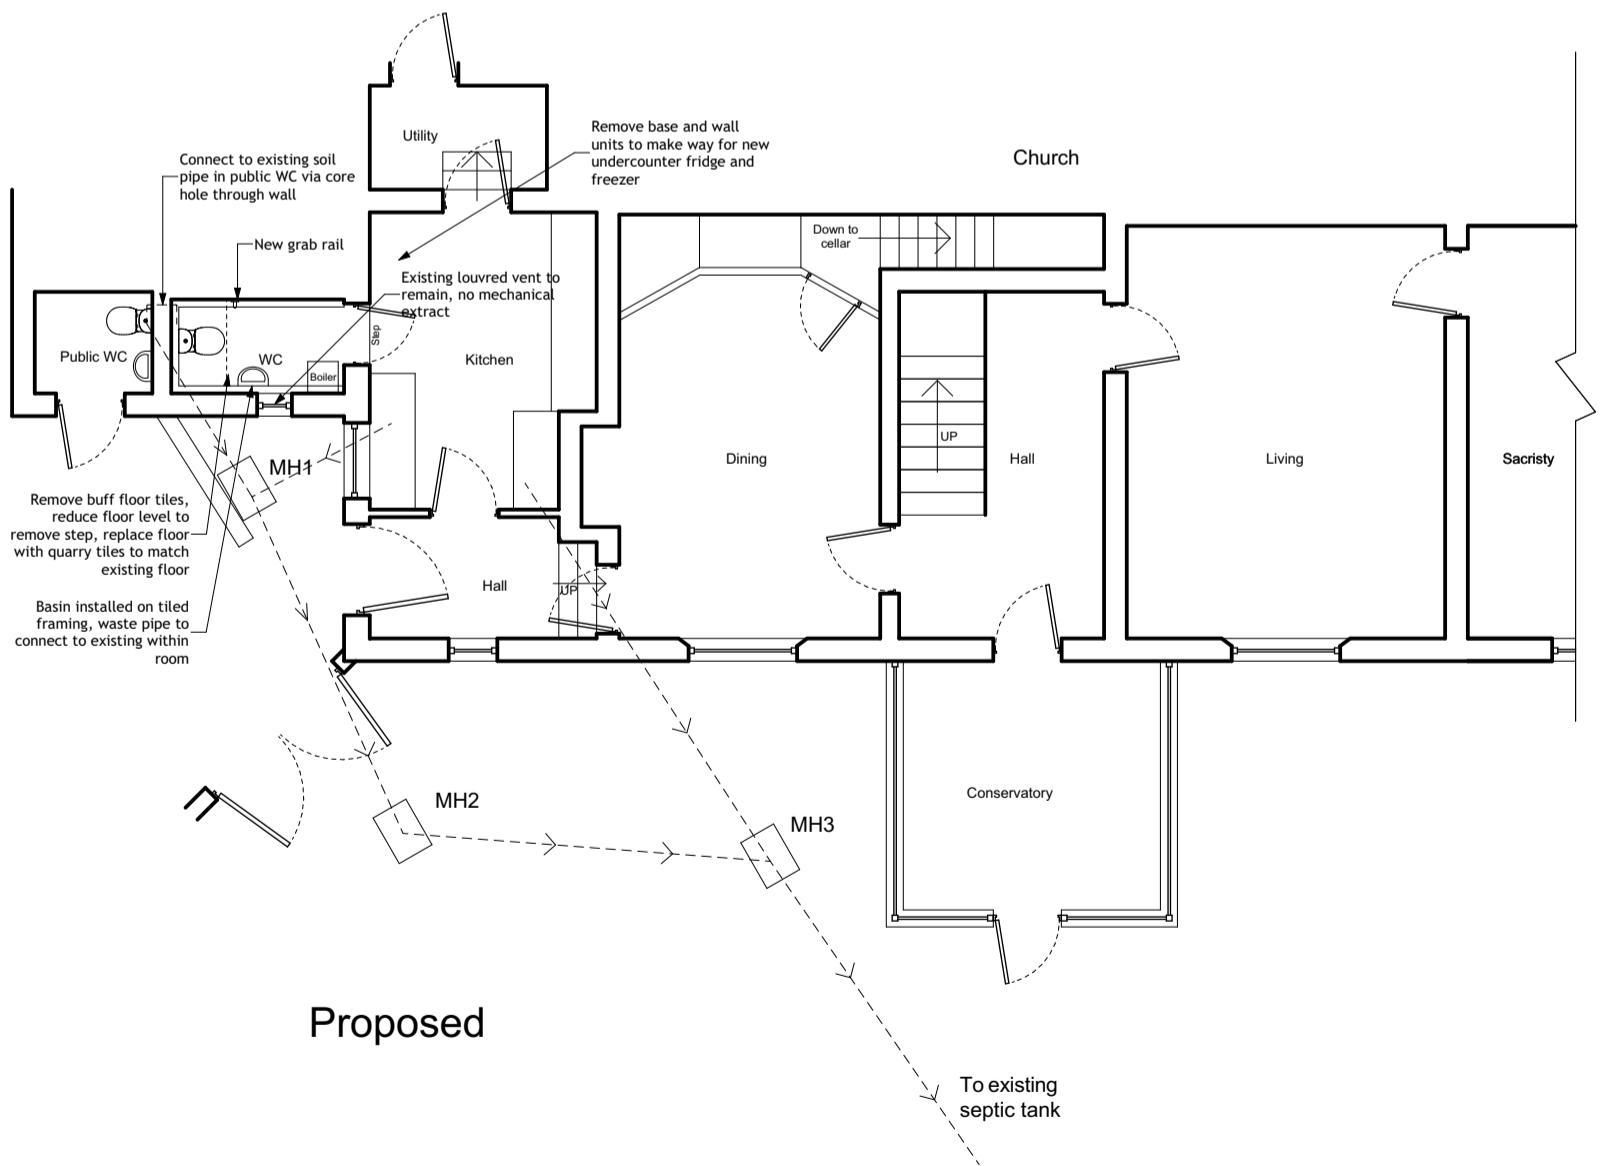 Utility
Remove base and wall
units to make way for new
undercounter fridge and
freezer
Church
Connect to existing soil
pipe in public WC via core
hole through wall
New grab rail
Down to
cellar
Existing louvred vent to
remain, no mechanical
extract
Step
Public WC
WC
Boiler
Kitchen
UP
Dining
Hall
Living
Sacristy
MH1
Remove buff floor tiles,
reduce floor level to
remove step, replace floor
with quarry tiles to match
existing floor
Hall
UP
Basin installed on tiled
framing, waste pipe to
connect to existing within
room
MH2
MH3
Conservatory
Proposed
To existing
septic tank